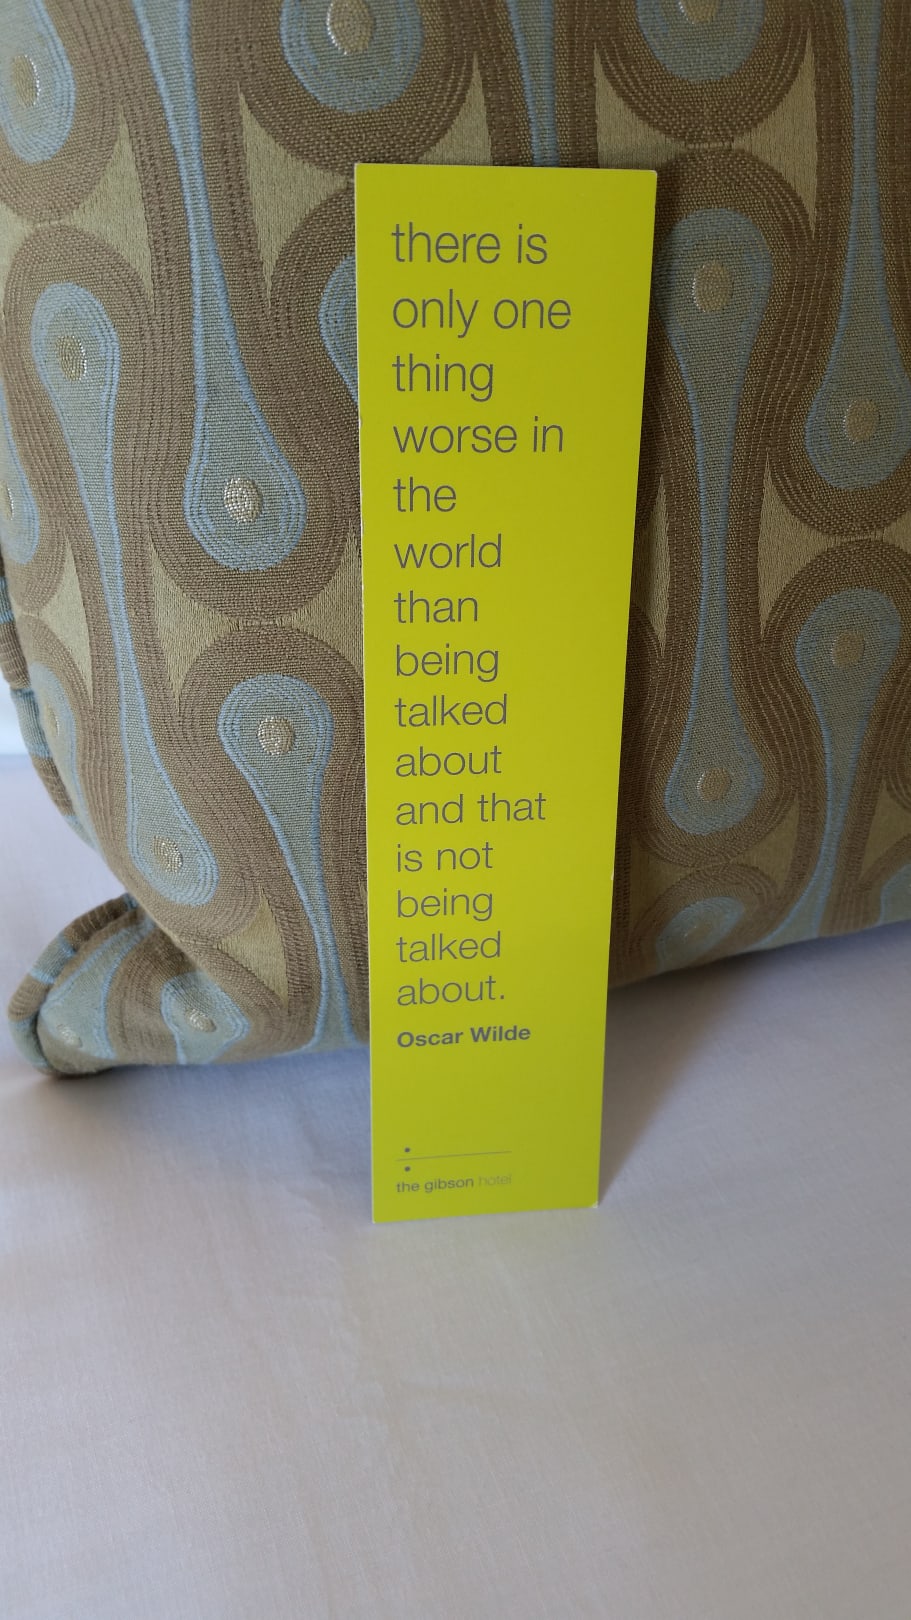 there is
only one
thing
worse in
the
world
than
being
talked
about
and that
is not
being
talked
about.
Oscar Wilde
the gibson hotel